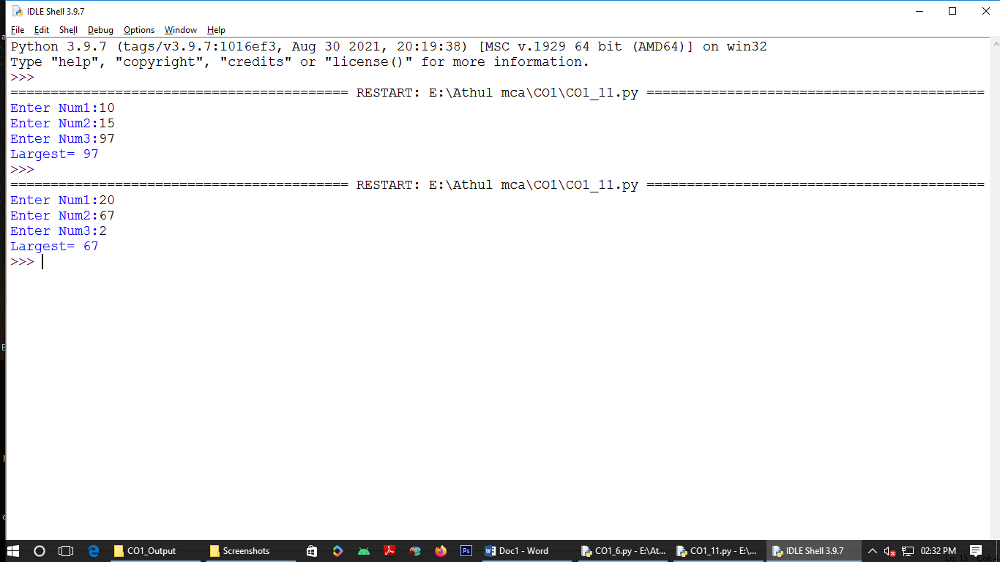 IDLE Shell 3.9.7
File Edit Shell Debug Options Window Help
Python 3.9.7 (tags/v3.9.7:1016ef3, Aug 30 2021, 20:19:38) [MSC v.1929 64 bit (AMD64)] on win32
Type "help", "copyright", "credits" or "license()" for more information.
>>>
========================================== RESTART: E:\Athul mca\CO1\CO1_11.py ==========================================
Enter Num1:10
Enter Num2:15
Enter Num3:97
Largest= 97
>>>
========================================== RESTART: E:\Athul mca\CO1\CO1_11.py ==========================================
Enter Num1:20
Enter Num2:67
Enter Num3:2
Largest= 67
>>>
CO1_Output Screenshots Ps Doc1 - Word CO1_6.py - E:\At... CO1_11.py - E:\... IDLE Shell 3.9.7 02:32 PM
Ln: 15 Col: